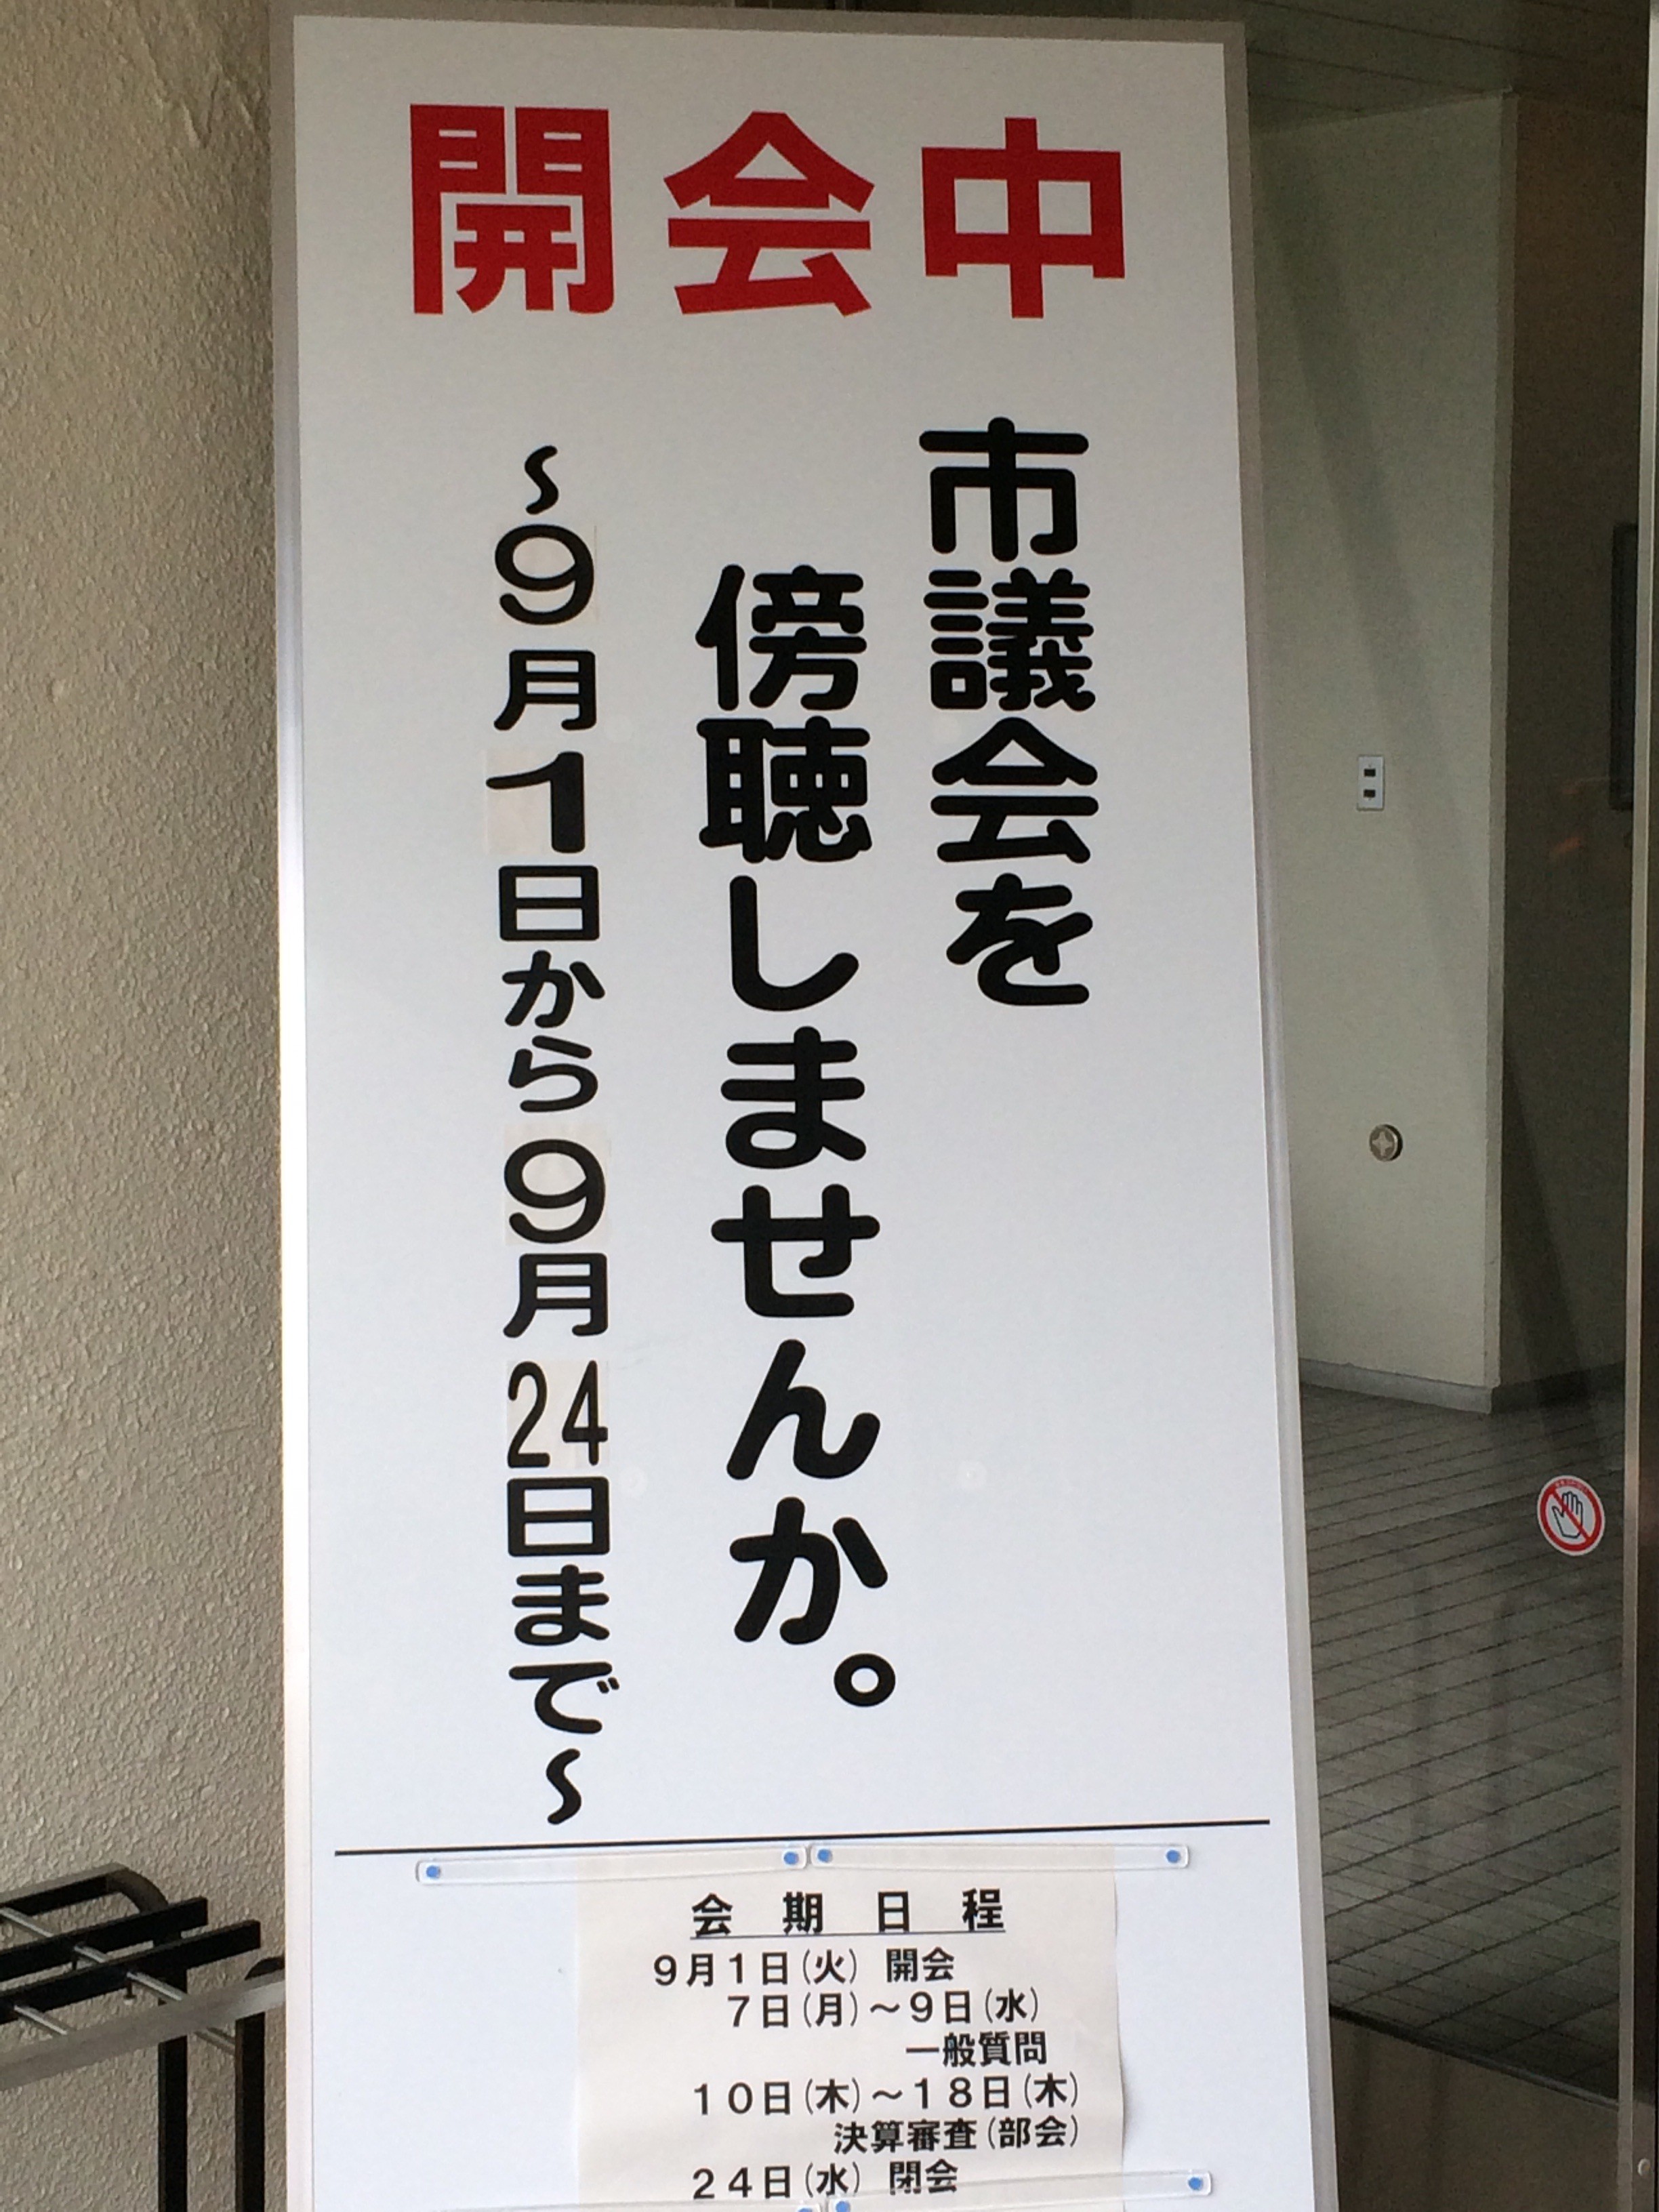 開会中
市議会を
傍聴しませんか。
〜9月1日から9月24日まで〜
会期日程
9月1日(火) 開会
7日(月)〜9日(水)
一般質問
10日(木)〜18日(木)
決算審査(部会)
24日(水) 閉会